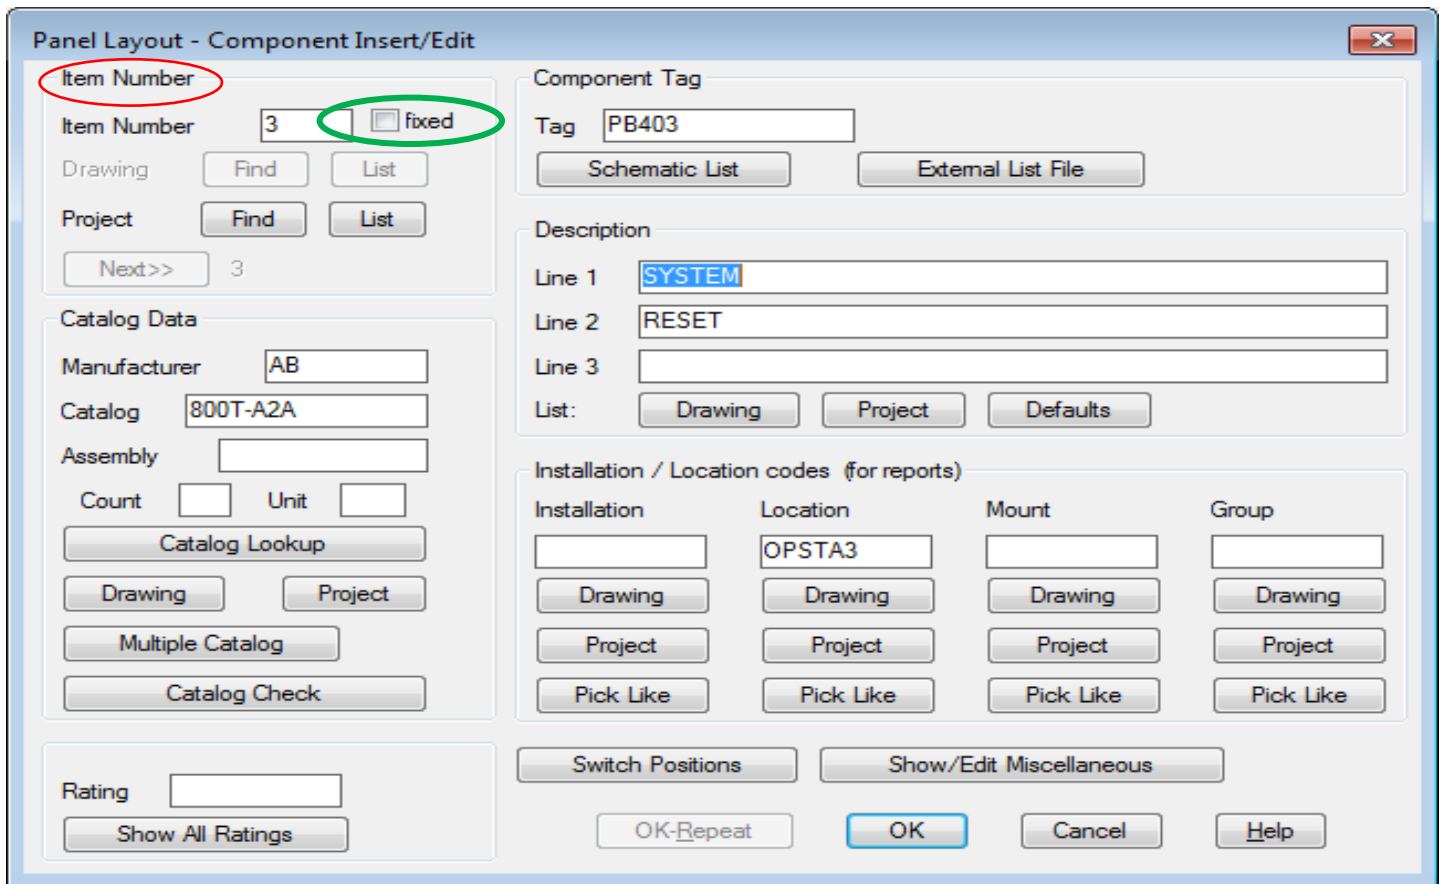 Panel Layout - Component Insert/Edit
Item Number
Item Number 3 fixed
Drawing Find List
Project Find List
Next>> 3
Catalog Data
Manufacturer AB
Catalog 800T-A2A
Assembly
Count Unit
Catalog Lookup
Drawing Project
Multiple Catalog
Catalog Check
Rating
Show All Ratings
Component Tag
Tag PB403
Schematic List External List File
Description
Line 1 SYSTEM
Line 2 RESET
Line 3
List: Drawing Project Defaults
Installation / Location codes (for reports)
Installation Location Mount Group
OPSTA3
Drawing Drawing Drawing Drawing
Project Project Project Project
Pick Like Pick Like Pick Like Pick Like
Switch Positions Show/Edit Miscellaneous
OK-Repeat OK Cancel Help